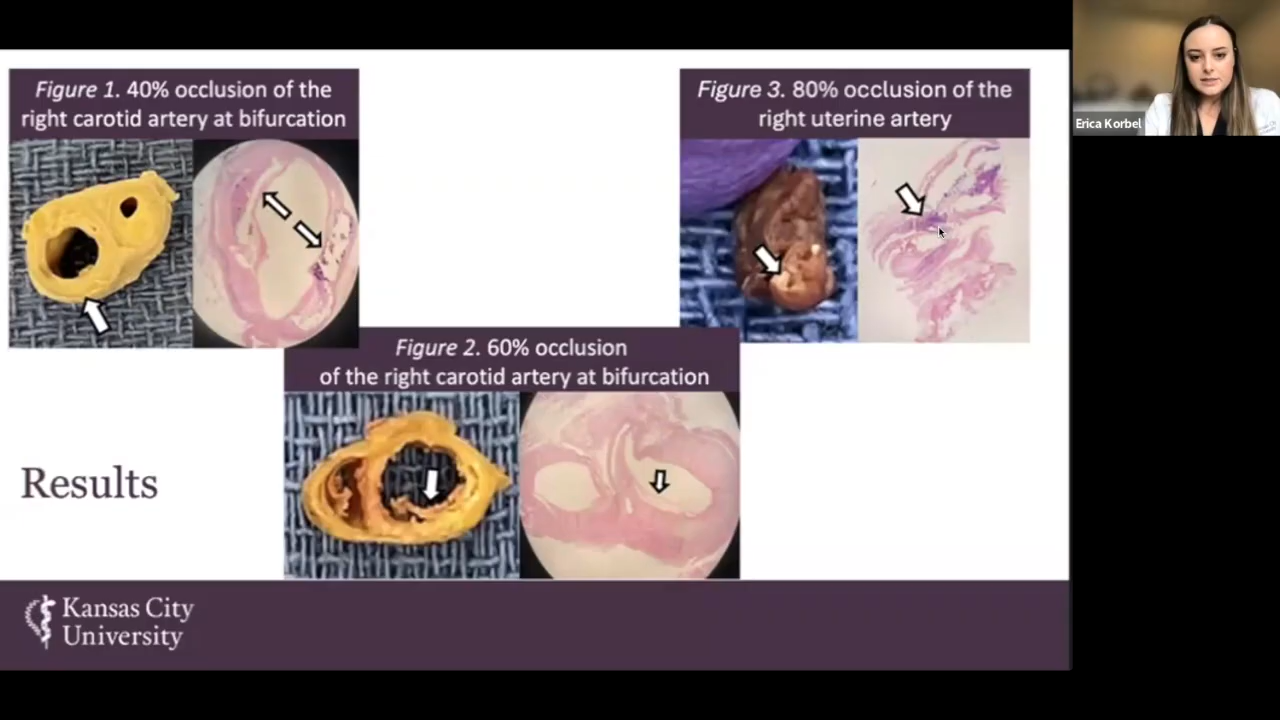 Figure 1. 40% occlusion of the
right carotid artery at bifurcation
Figure 3. 80% occlusion of the
right uterine artery
Erica Korbel
Figure 2. 60% occlusion
of the right carotid artery at bifurcation
Results
Kansas City
University